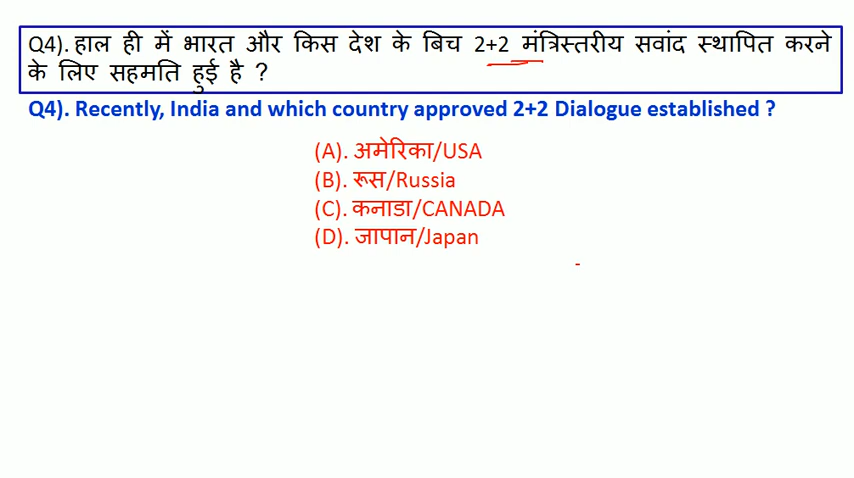 Q4). हाल ही में भारत और किस देश के बिच 2+2 मंत्रिस्तरीय सवांद स्थापित करने
के लिए सहमति हुई है ?
Q4). Recently, India and which country approved 2+2 Dialogue established ?
(A). अमेरिका/USA
(B). रूस/Russia
(C). कनाडा/CANADA
(D). जापान/Japan